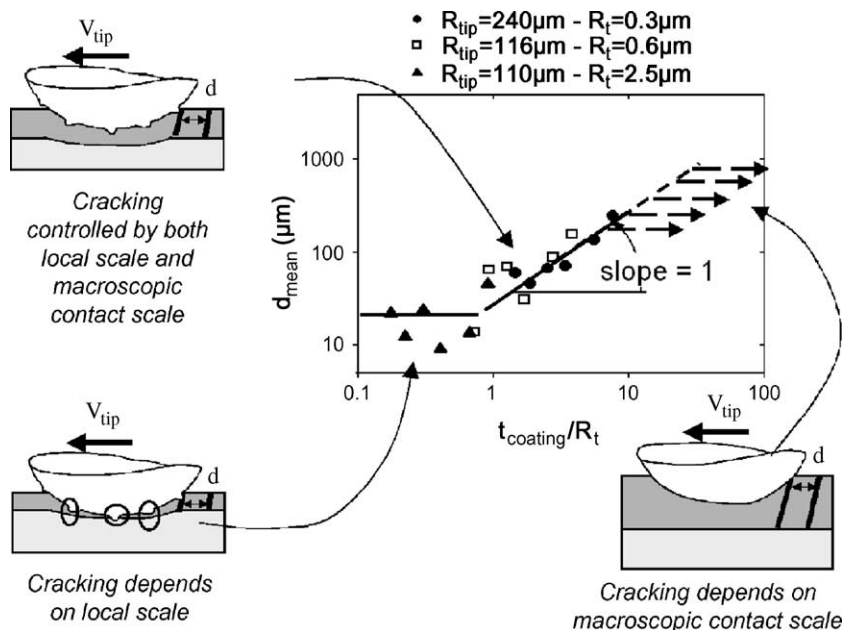 R_tip=240µm - R_t=0.3µm
R_tip=116µm - R_t=0.6µm
R_tip=110µm - R_t=2.5µm
V_tip
d
Cracking
controlled by both
local scale and
macroscopic
contact scale
d_mean (µm)
1000
100
10
slope = 1
0.1
1
10
100
t_coating/R_t
V_tip
d
Cracking depends
on local scale
V_tip
d
Cracking depends on
macroscopic contact scale